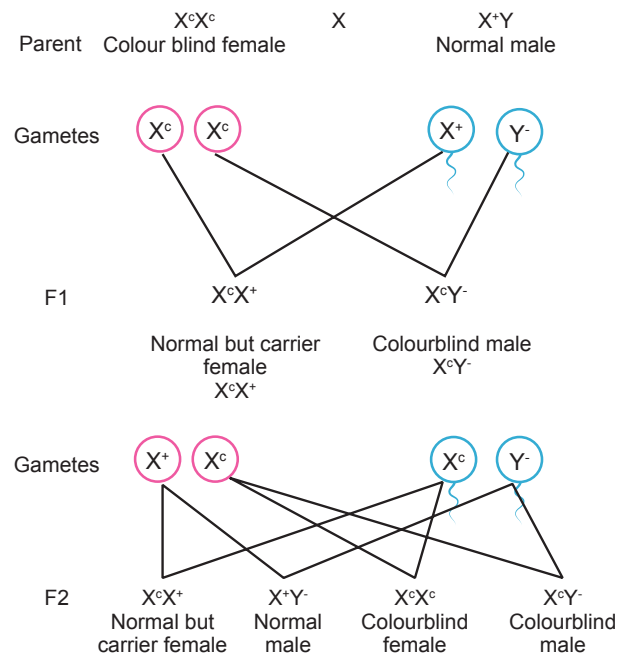 Parent XᶜXᶜ X X⁺Y
Colour blind female Normal male
Gametes Xᶜ Xᶜ X⁺ Y⁻
F1 XᶜX⁺ XᶜY⁻
Normal but carrier female Colourblind male
XᶜX⁺ XᶜY⁻
Gametes X⁺ Xᶜ Xᶜ Y⁻
F2 XᶜX⁺ X⁺Y⁻ XᶜXᶜ XᶜY⁻
Normal but Normal Colourblind Colourblind
carrier female male female male